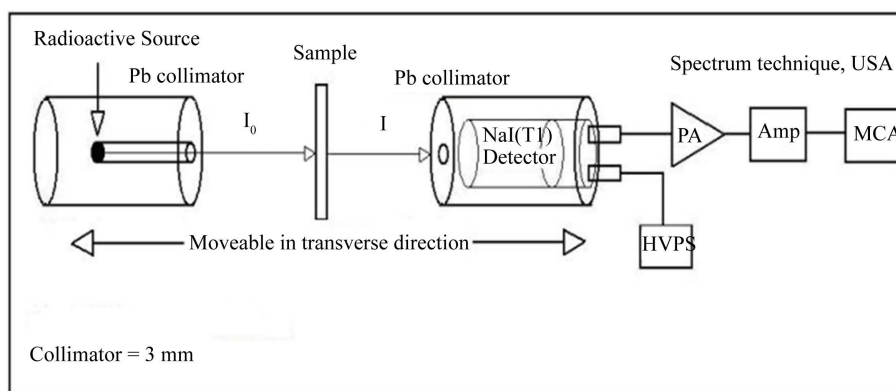 Radioactive Source
Pb collimator
Sample
Pb collimator
Spectrum technique, USA
I₀
I
NaI(T1)
Detector
PA
Amp
MCA
HVPS
Moveable in transverse direction
Collimator = 3 mm